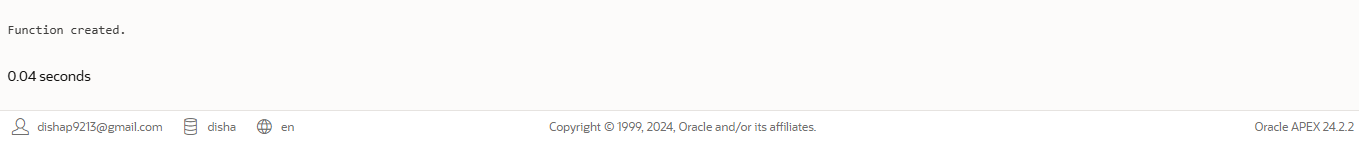 Function created.
0.04 seconds
dishap9213@gmail.com disha en Copyright © 1999, 2024, Oracle and/or its affiliates. Oracle APEX 24.2.2